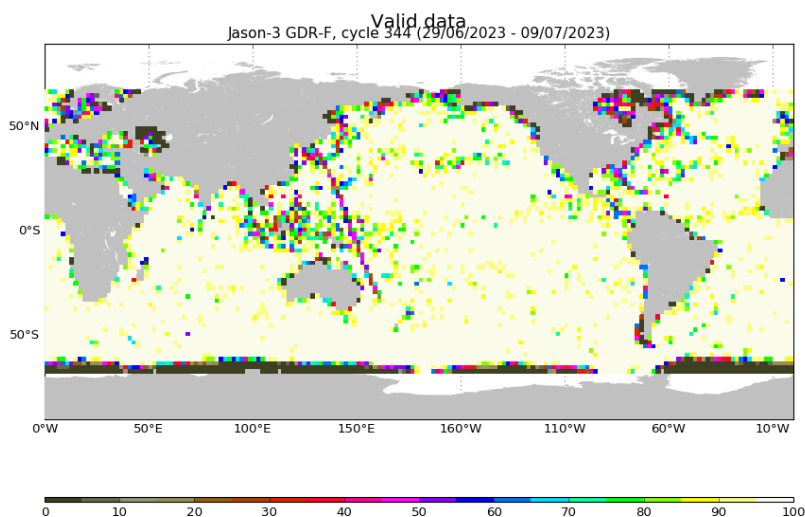 Valid data
Jason-3 GDR-F, cycle 344 (29/06/2023 - 09/07/2023)
50°N
0°S
50°S
0°W 50°E 100°E 150°E 160°W 110°W 60°W 10°W
0 10 20 30 40 50 60 70 80 90 100